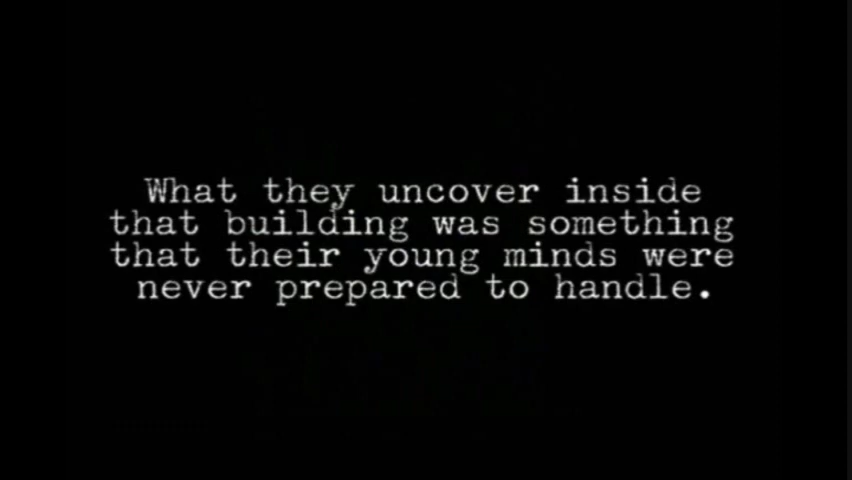 What they uncover inside
that building was something
that their young minds were
never prepared to handle.